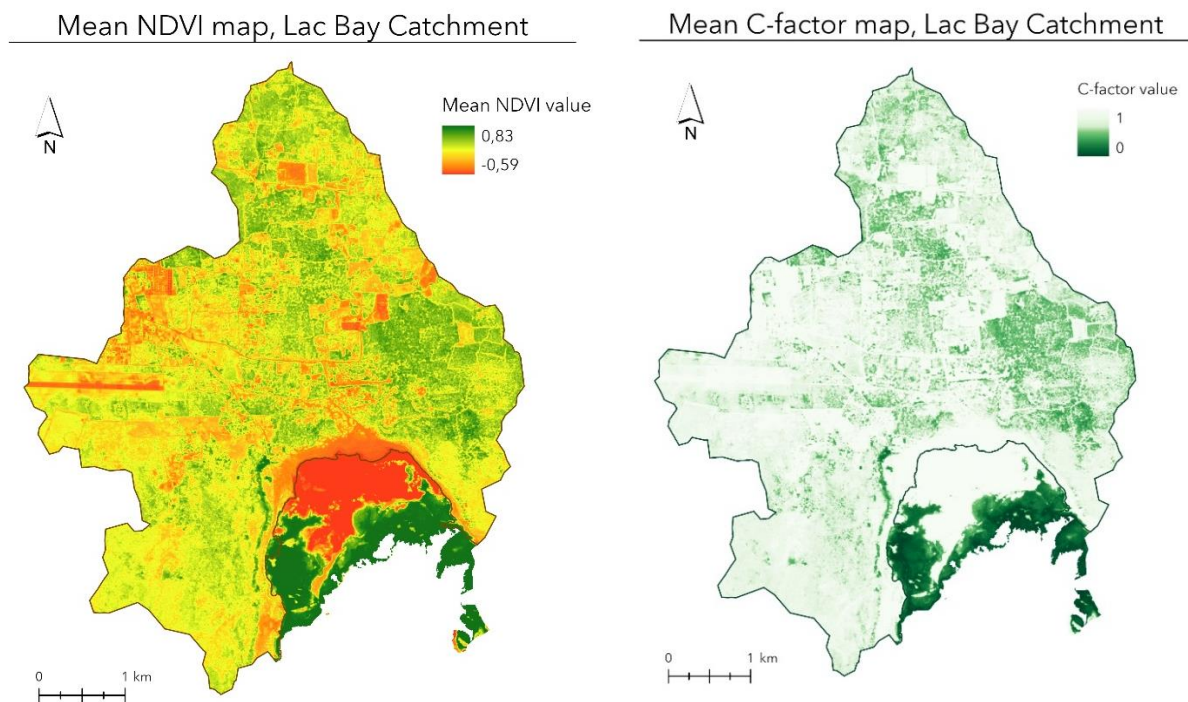 Mean NDVI map, Lac Bay Catchment
N
Mean NDVI value
0,83
-0,59
0 1 km
Mean C-factor map, Lac Bay Catchment
N
C-factor value
1
0
0 1 km